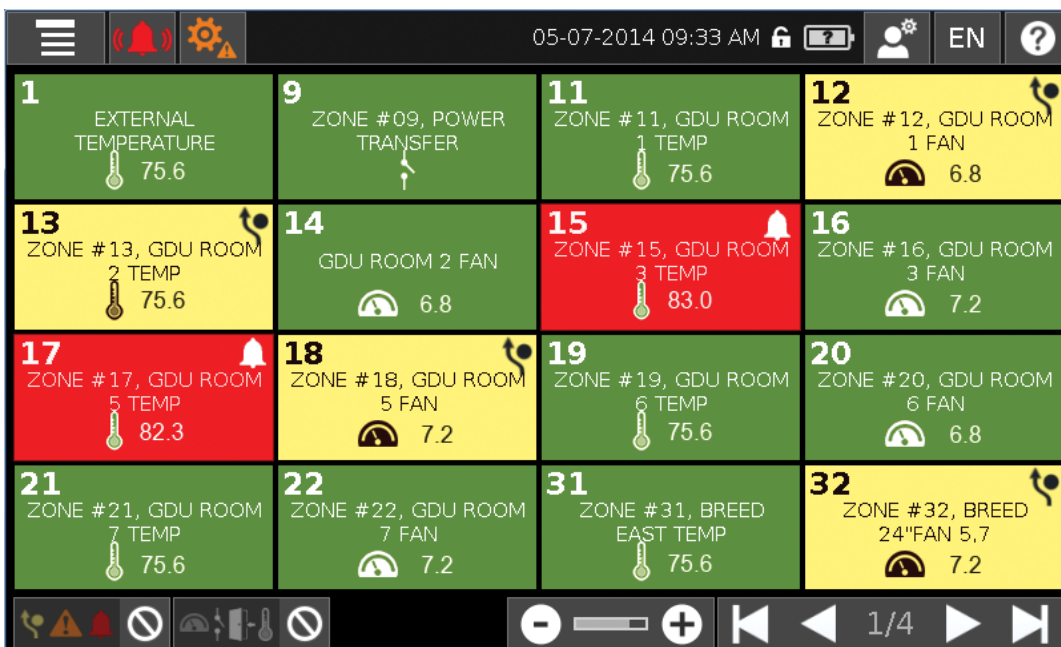 05-07-2014 09:33 AM
?
EN
?
1
EXTERNAL
TEMPERATURE
75.6
9
ZONE #09, POWER
TRANSFER
11
ZONE #11, GDU ROOM
1 TEMP
75.6
12
ZONE #12, GDU ROOM
1 FAN
6.8
13
ZONE #13, GDU ROOM
2 TEMP
75.6
14
GDU ROOM 2 FAN
6.8
15
ZONE #15, GDU ROOM
3 TEMP
83.0
16
ZONE #16, GDU ROOM
3 FAN
7.2
17
ZONE #17, GDU ROOM
5 TEMP
82.3
18
ZONE #18, GDU ROOM
5 FAN
7.2
19
ZONE #19, GDU ROOM
6 TEMP
75.6
20
ZONE #20, GDU ROOM
6 FAN
6.8
21
ZONE #21, GDU ROOM
7 TEMP
75.6
22
ZONE #22, GDU ROOM
7 FAN
7.2
31
ZONE #31, BREED
EAST TEMP
75.6
32
ZONE #32, BREED
24"FAN 5,7
7.2
1/4